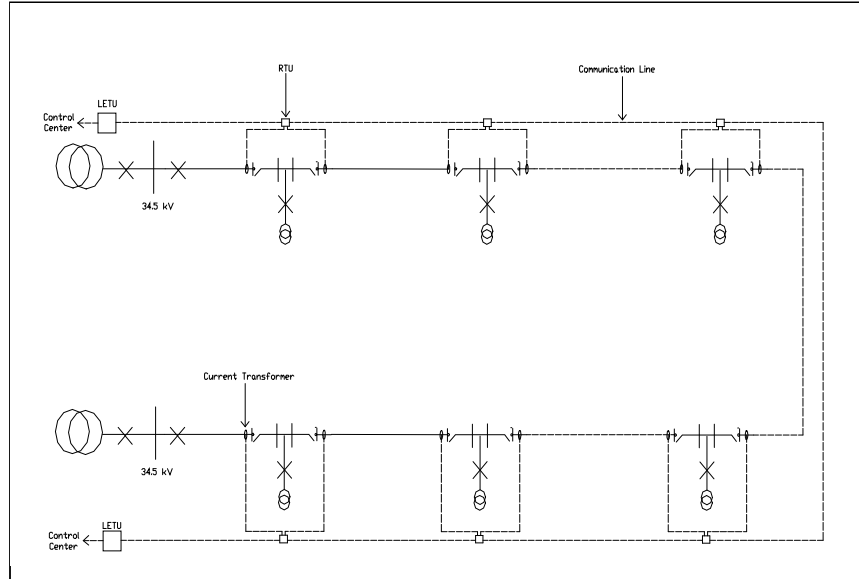 RTU
Communication Line
LETU
Control
Center
34.5 kV
Current Transformer
34.5 kV
LETU
Control
Center